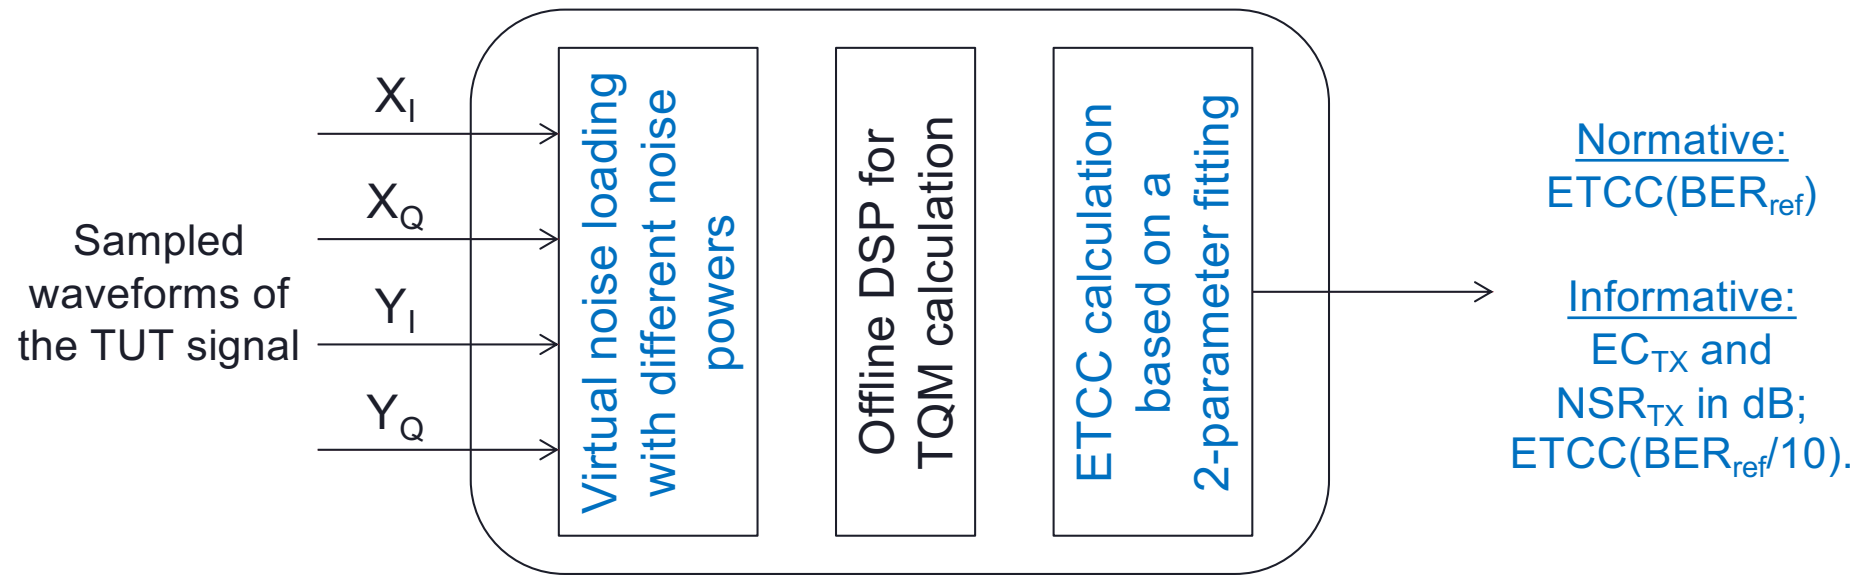 Sampled
waveforms of
the TUT signal
X_I
X_Q
Y_I
Y_Q
Virtual noise loading
with different noise
powers
Offline DSP for
TQM calculation
ETCC calculation
based on a
2-parameter fitting
Normative:
ETCC(BER_ref)
Informative:
EC_TX and
NSR_TX in dB;
ETCC(BER_ref/10).